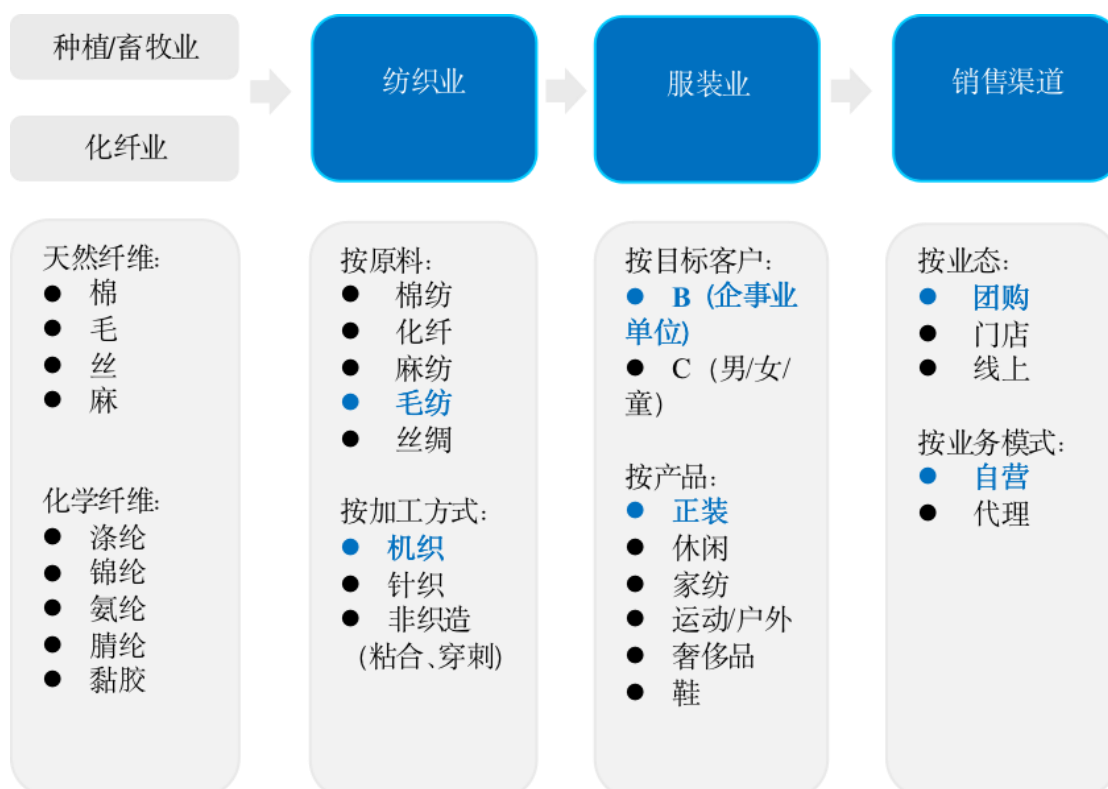 种植/畜牧业
化纤业
纺织业
服装业
销售渠道
天然纤维:
● 棉
● 毛
● 丝
● 麻
化学纤维:
● 涤纶
● 锦纶
● 氨纶
● 腈纶
● 黏胶
按原料:
● 棉纺
● 化纤
● 麻纺
● 毛纺
● 丝绸
按加工方式:
● 机织
● 针织
● 非织造
(粘合、穿刺)
按目标客户:
● B (企事业
单位)
● C (男/女/
童)
按产品:
● 正装
● 休闲
● 家纺
● 运动/户外
● 奢侈品
● 鞋
按业态:
● 团购
● 门店
● 线上
按业务模式:
● 自营
● 代理